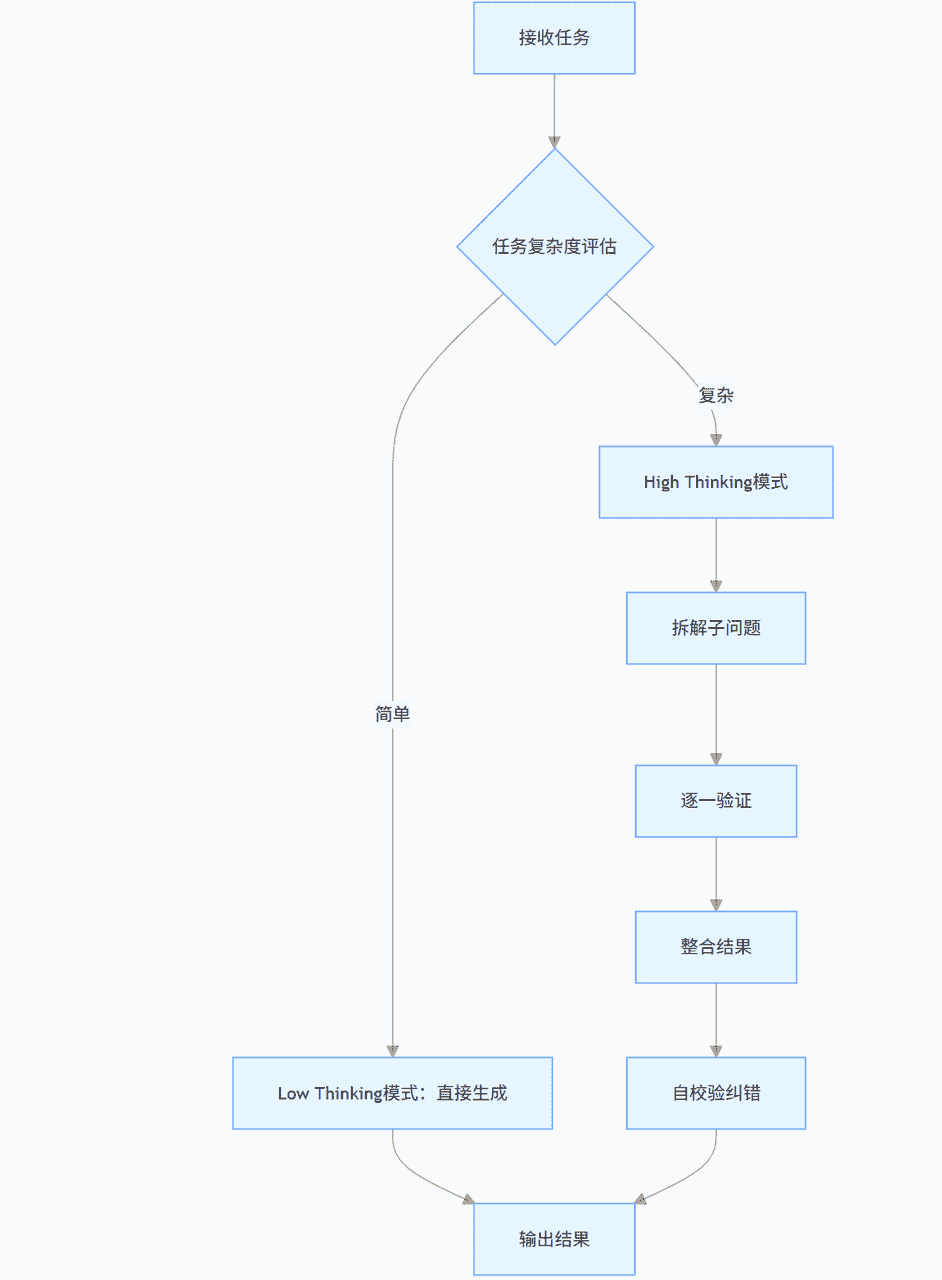 接收任务
任务复杂度评估
复杂
High Thinking模式
拆解子问题
简单
逐一验证
整合结果
Low Thinking模式：直接生成
自校验纠错
输出结果